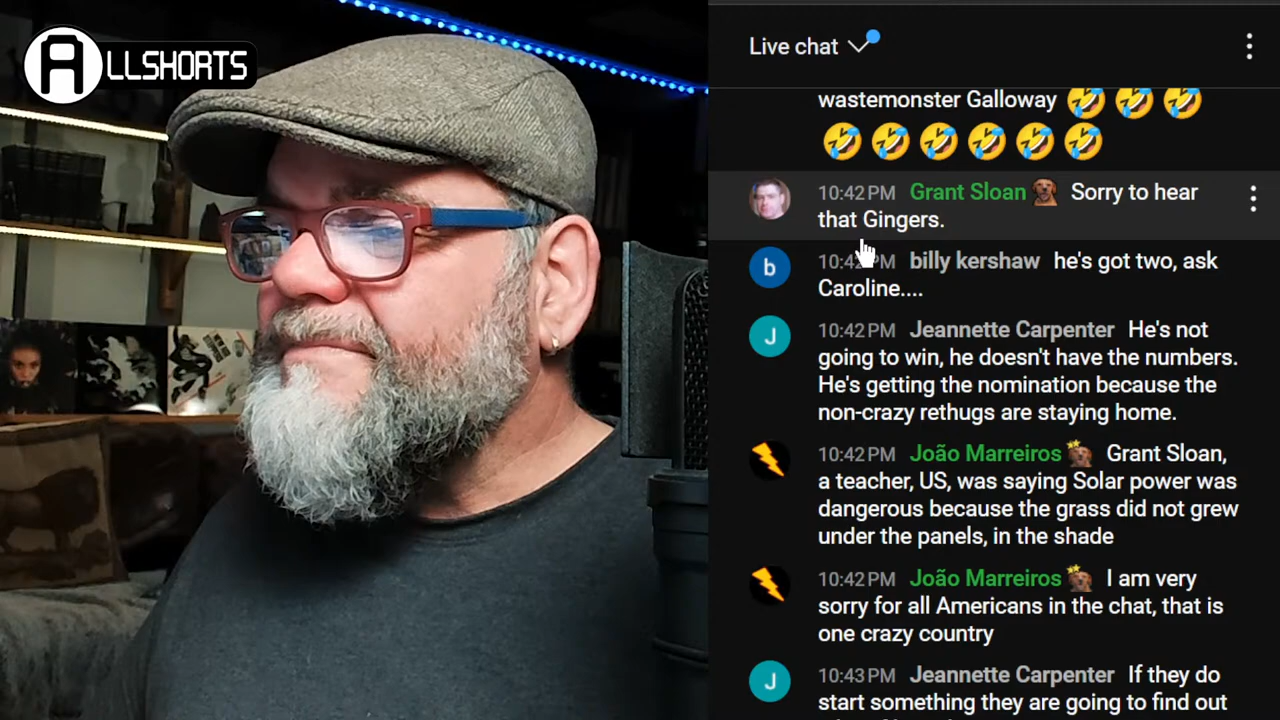 ALLSHORTS
Live chat
wastemonster Galloway 🤣🤣🤣
🤣🤣🤣🤣🤣🤣
10:42 PM Grant Sloan Sorry to hear
that Gingers.
b
PM billy kershaw he's got two, ask
Caroline....
J
10:42 PM Jeannette Carpenter He's not
going to win, he doesn't have the numbers.
He's getting the nomination because the
non-crazy rethugs are staying home.
10:42 PM João Marreiros Grant Sloan,
a teacher, US, was saying Solar power was
dangerous because the grass did not grew
under the panels, in the shade
10:42 PM João Marreiros I am very
sorry for all Americans in the chat, that is
one crazy country
J
10:43 PM Jeannette Carpenter If they do
start something they are going to find out